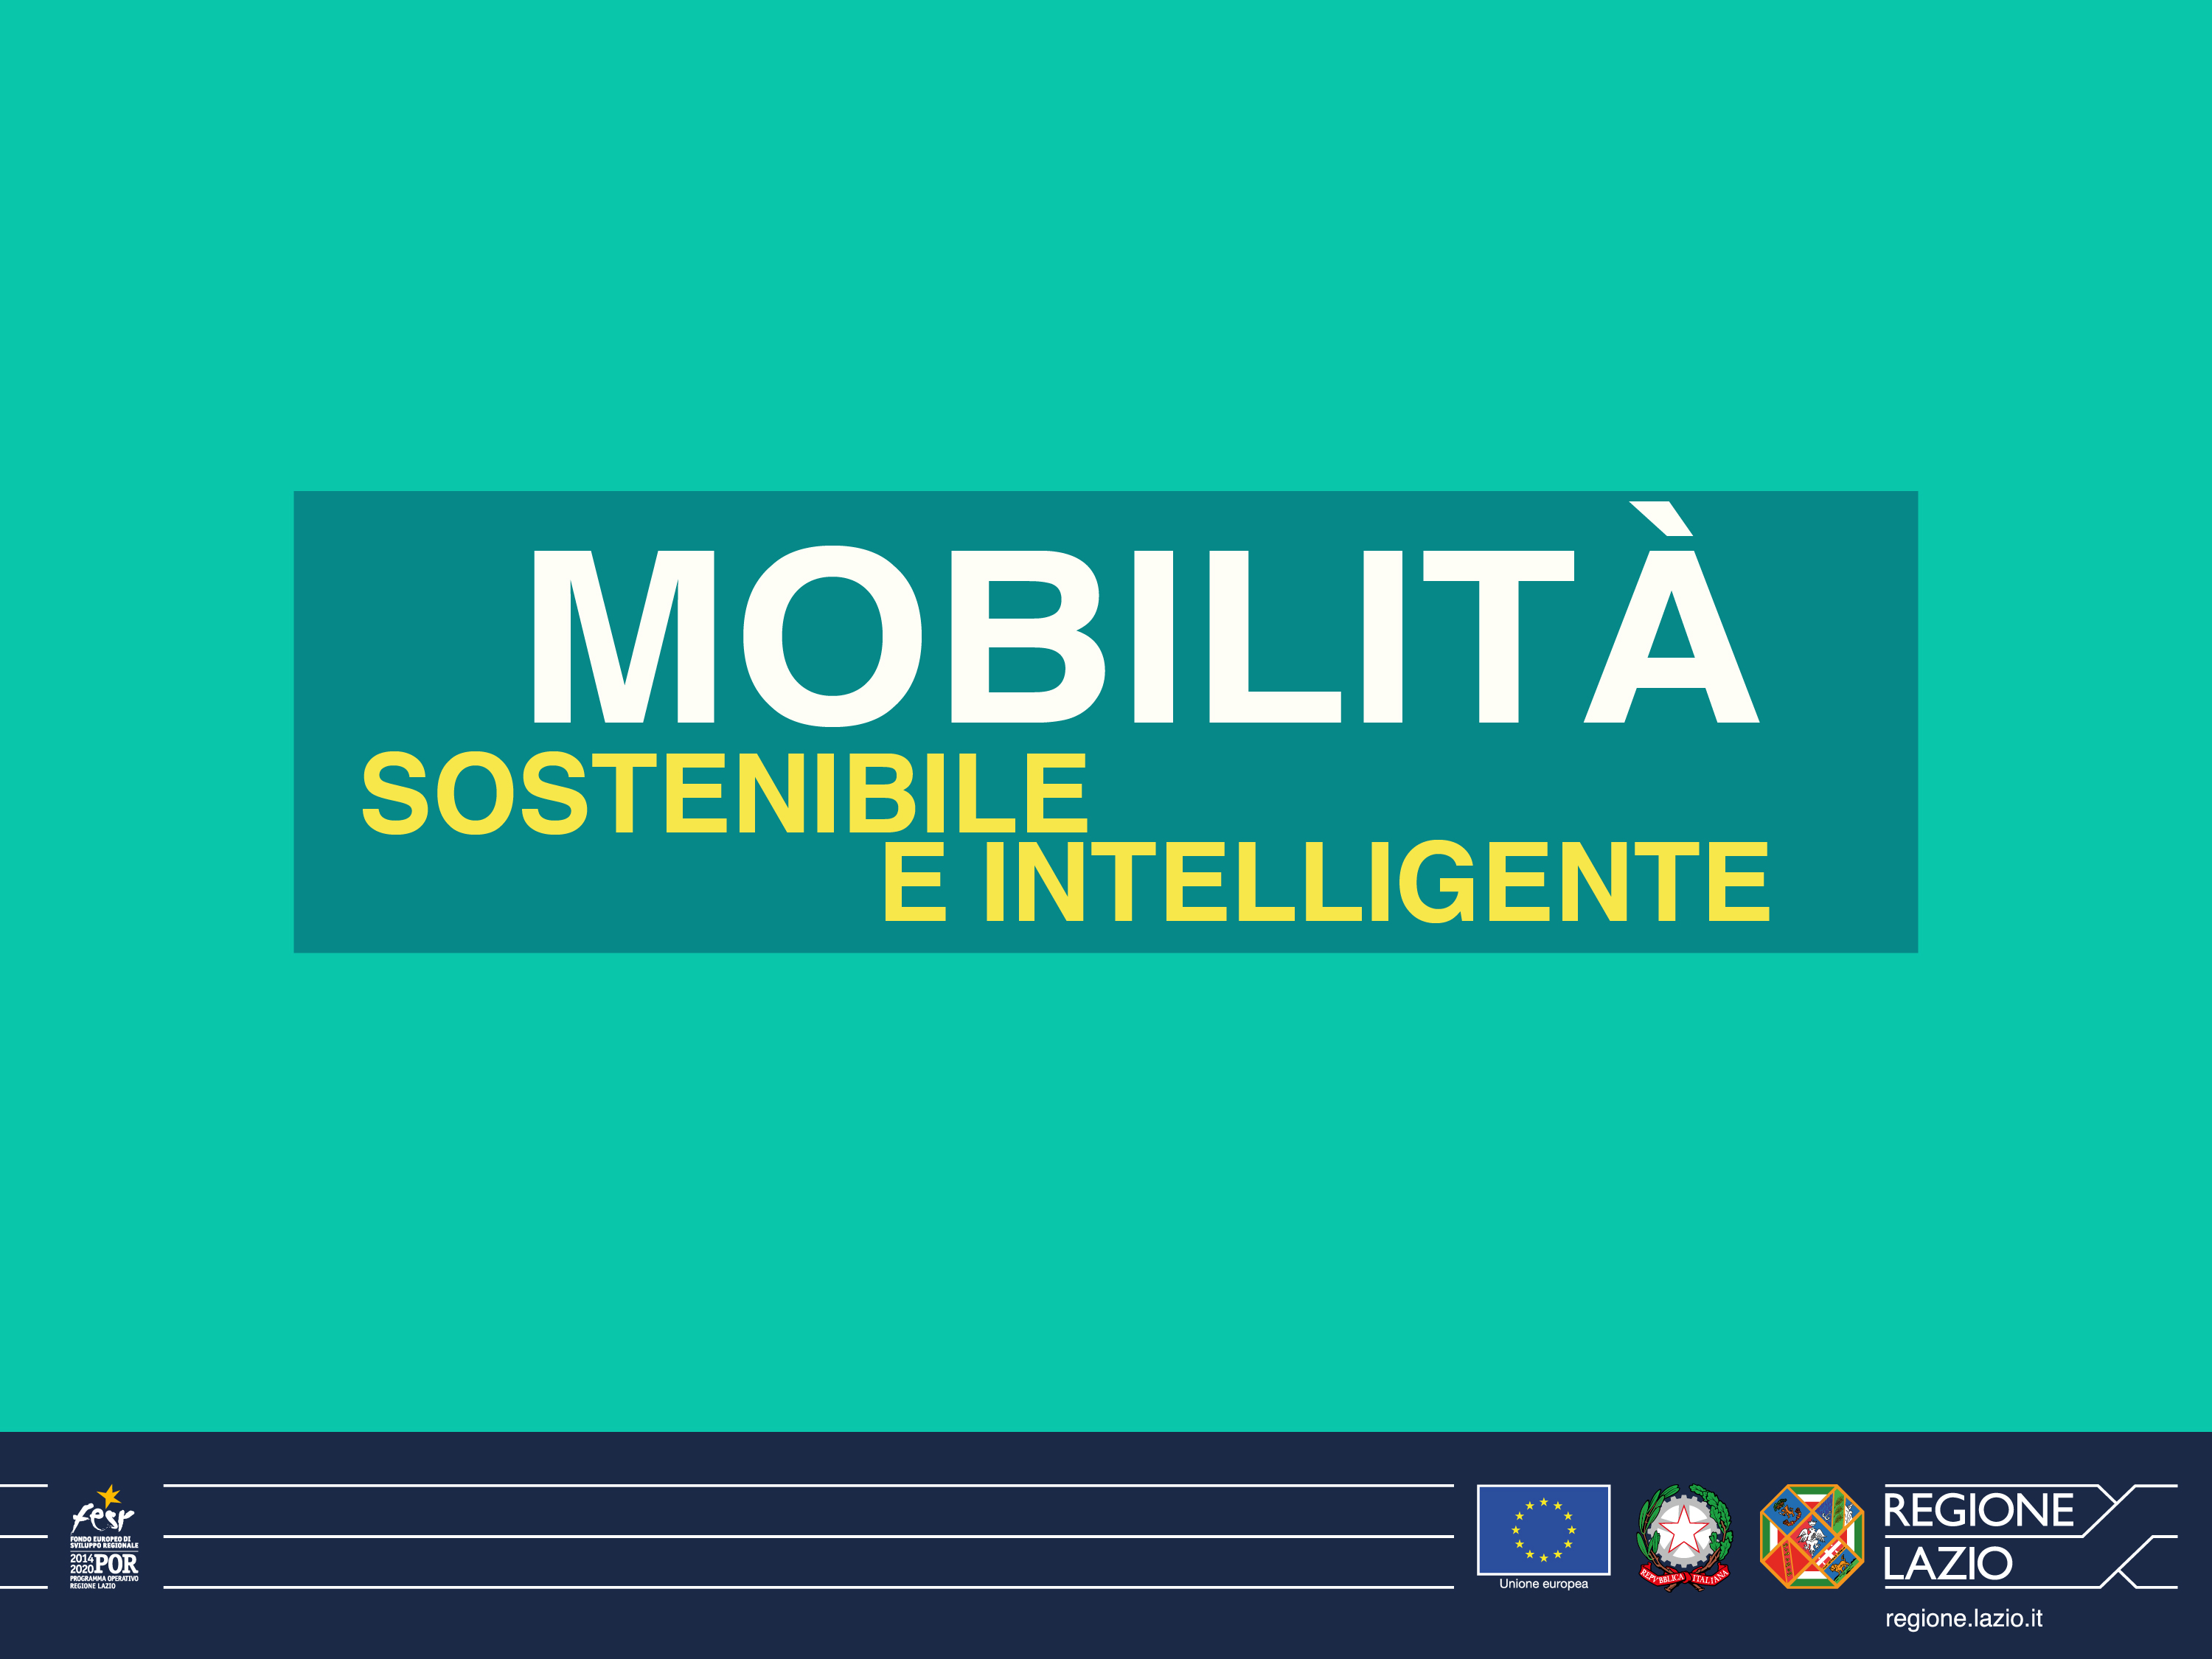 MOBILITÀ
SOSTENIBILE
E INTELLIGENTE
fesr
FONDO EUROPEO DI
SVILUPPO REGIONALE
2014
2020 POR
PROGRAMMA OPERATIVO
REGIONE LAZIO
Unione europea
REPVBBLICA ITALIANA
REGIONE
LAZIO
regione.lazio.it